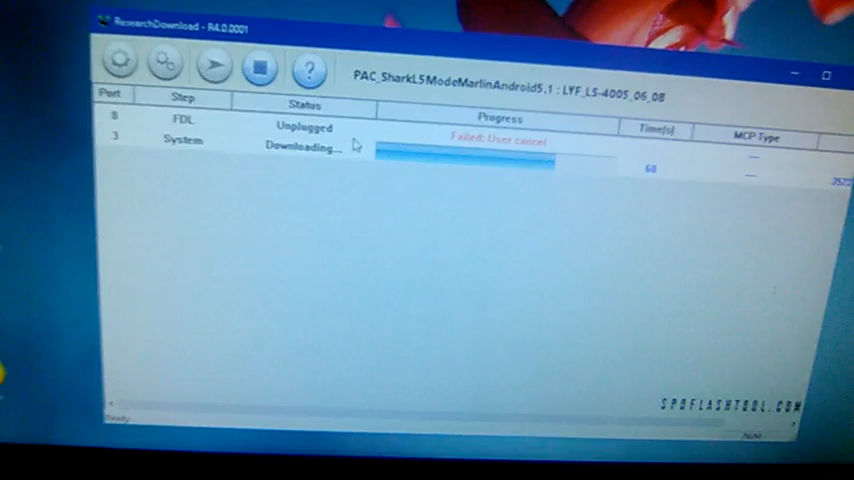 ResearchDownload - R4.0.0001
PAC_SharkL5ModeMarlinAndroid5.1 : LYF_LS-4005_06_08
Port Step Status Progress Time(s) MCP Type
8 FDL Unplugged Failed: User cancel
3 System Downloading... 60
SPDFLASHTOOL.COM
Ready
NUM